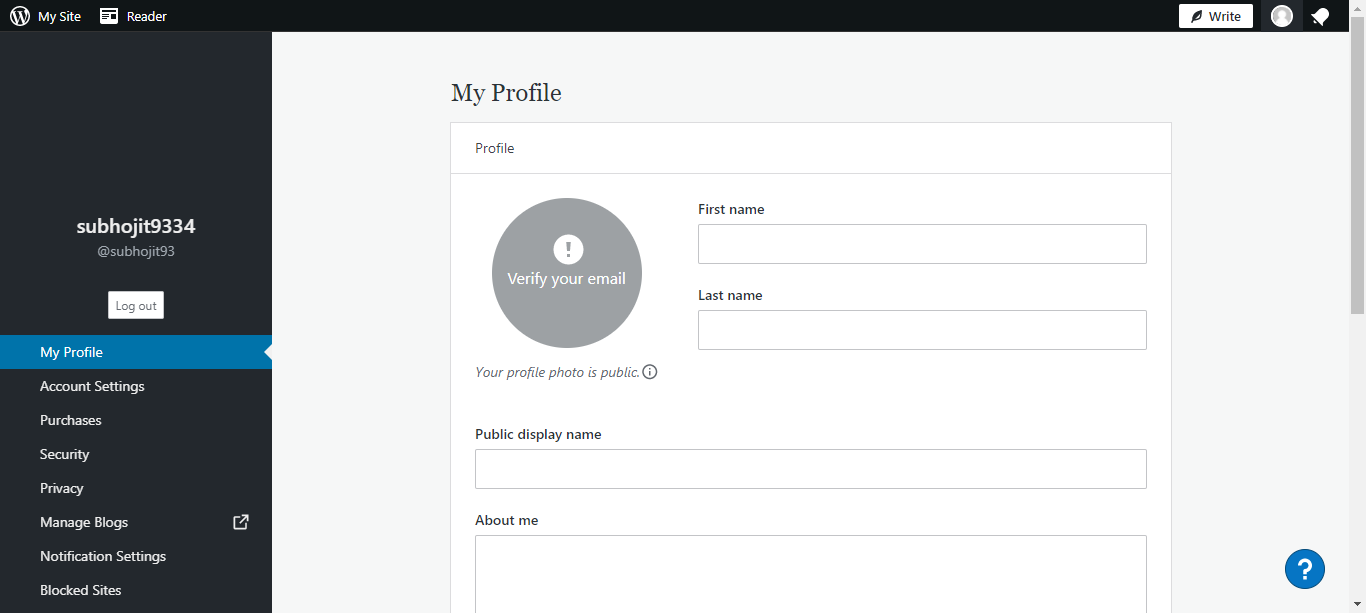 My Site
Reader
Write
subhojit9334
@subhojit93
Log out
My Profile
Account Settings
Purchases
Security
Privacy
Manage Blogs
Notification Settings
Blocked Sites
My Profile
Profile
!
Verify your email
Your profile photo is public.
First name
Last name
Public display name
About me
?